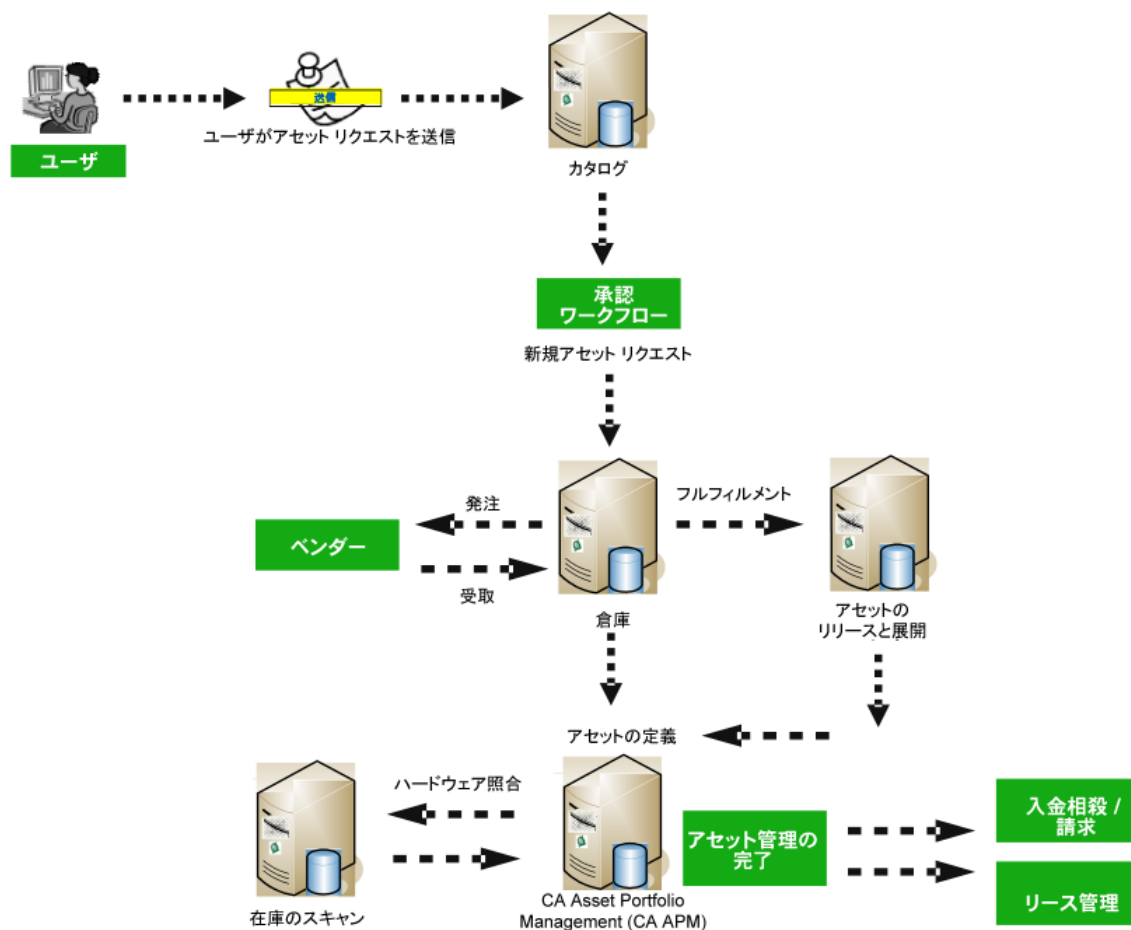 送信
ユーザがアセット リクエストを送信
ユーザ
カタログ
承認
ワークフロー
新規アセット リクエスト
発注
フルフィルメント
ベンダー
受取
倉庫
アセットの
リリースと展開
アセットの定義
ハードウェア照合
入金相殺 /
請求
アセット管理の
完了
CA Asset Portfolio
Management (CA APM)
在庫のスキャン
リース管理